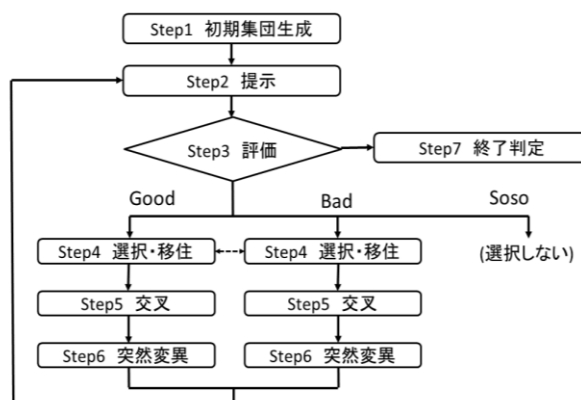 Step1 初期集団生成
Step2 提示
Step3 評価
Step7 終了判定
Good
Bad
Soso
Step4 選択・移住
Step4 選択・移住
(選択しない)
Step5 交叉
Step5 交叉
Step6 突然変異
Step6 突然変異